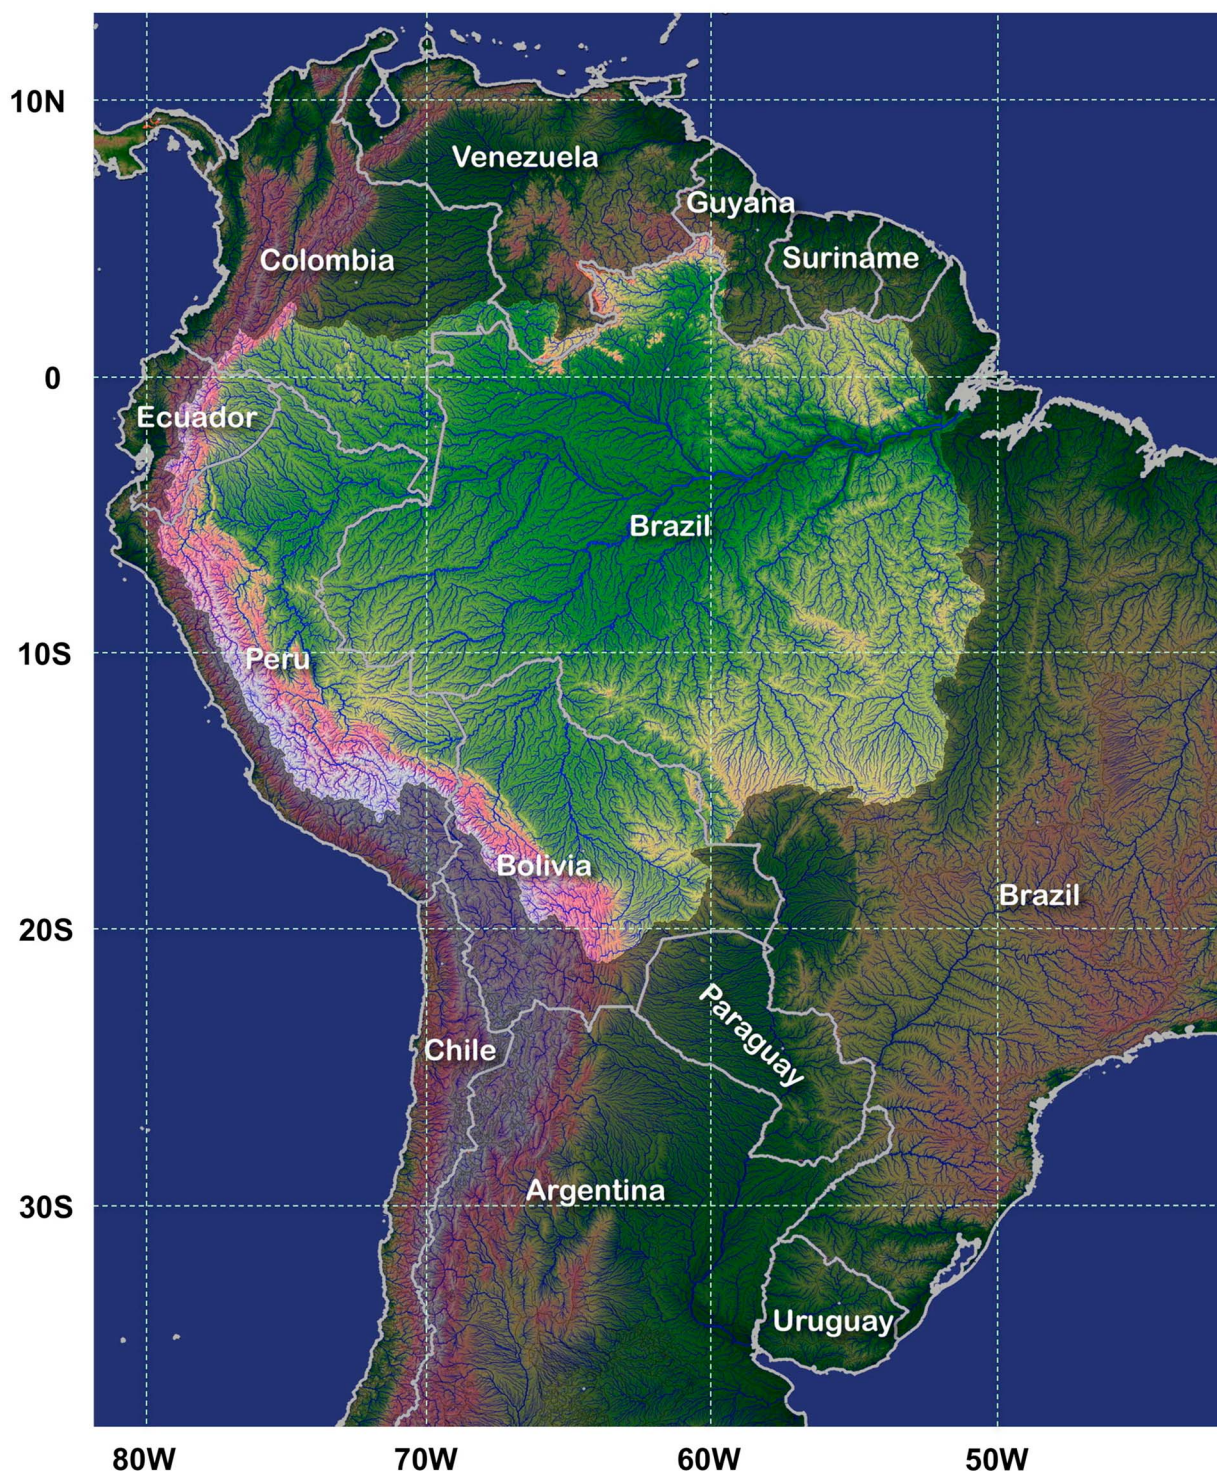 10N
Venezuela
Guyana
Colombia
Suriname
0
Ecuador
Brazil
10S
Peru
Bolivia
Brazil
20S
Paraguay
Chile
Argentina
30S
Uruguay
80W 70W 60W 50W